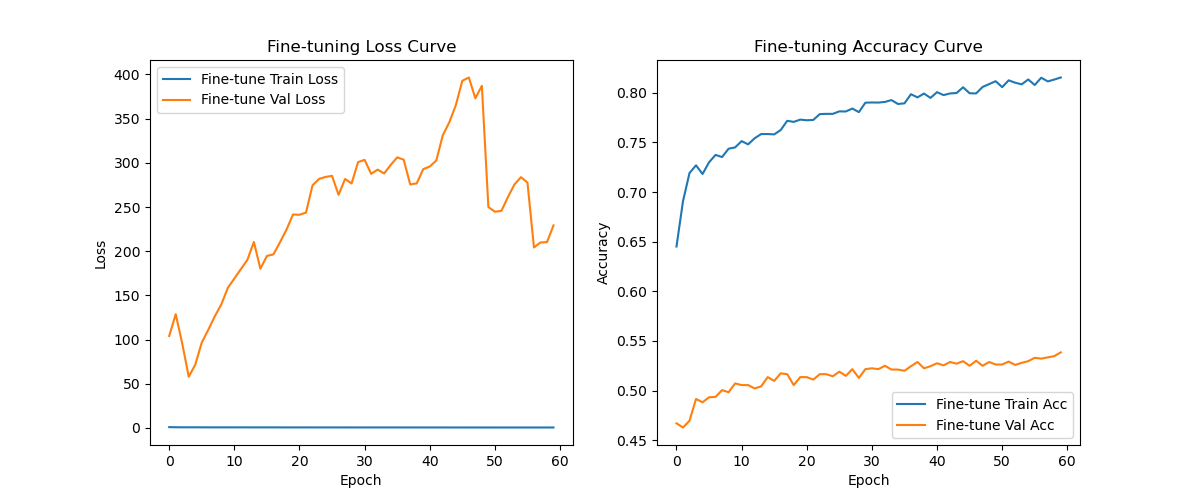 Fine-tuning Loss Curve
Fine-tune Train Loss
Fine-tune Val Loss
400
350
300
250
200
150
100
50
0
Loss
0 10 20 30 40 50 60
Epoch
Fine-tuning Accuracy Curve
0.80
0.75
0.70
0.65
0.60
0.55
0.50
0.45
Accuracy
Fine-tune Train Acc
Fine-tune Val Acc
0 10 20 30 40 50 60
Epoch